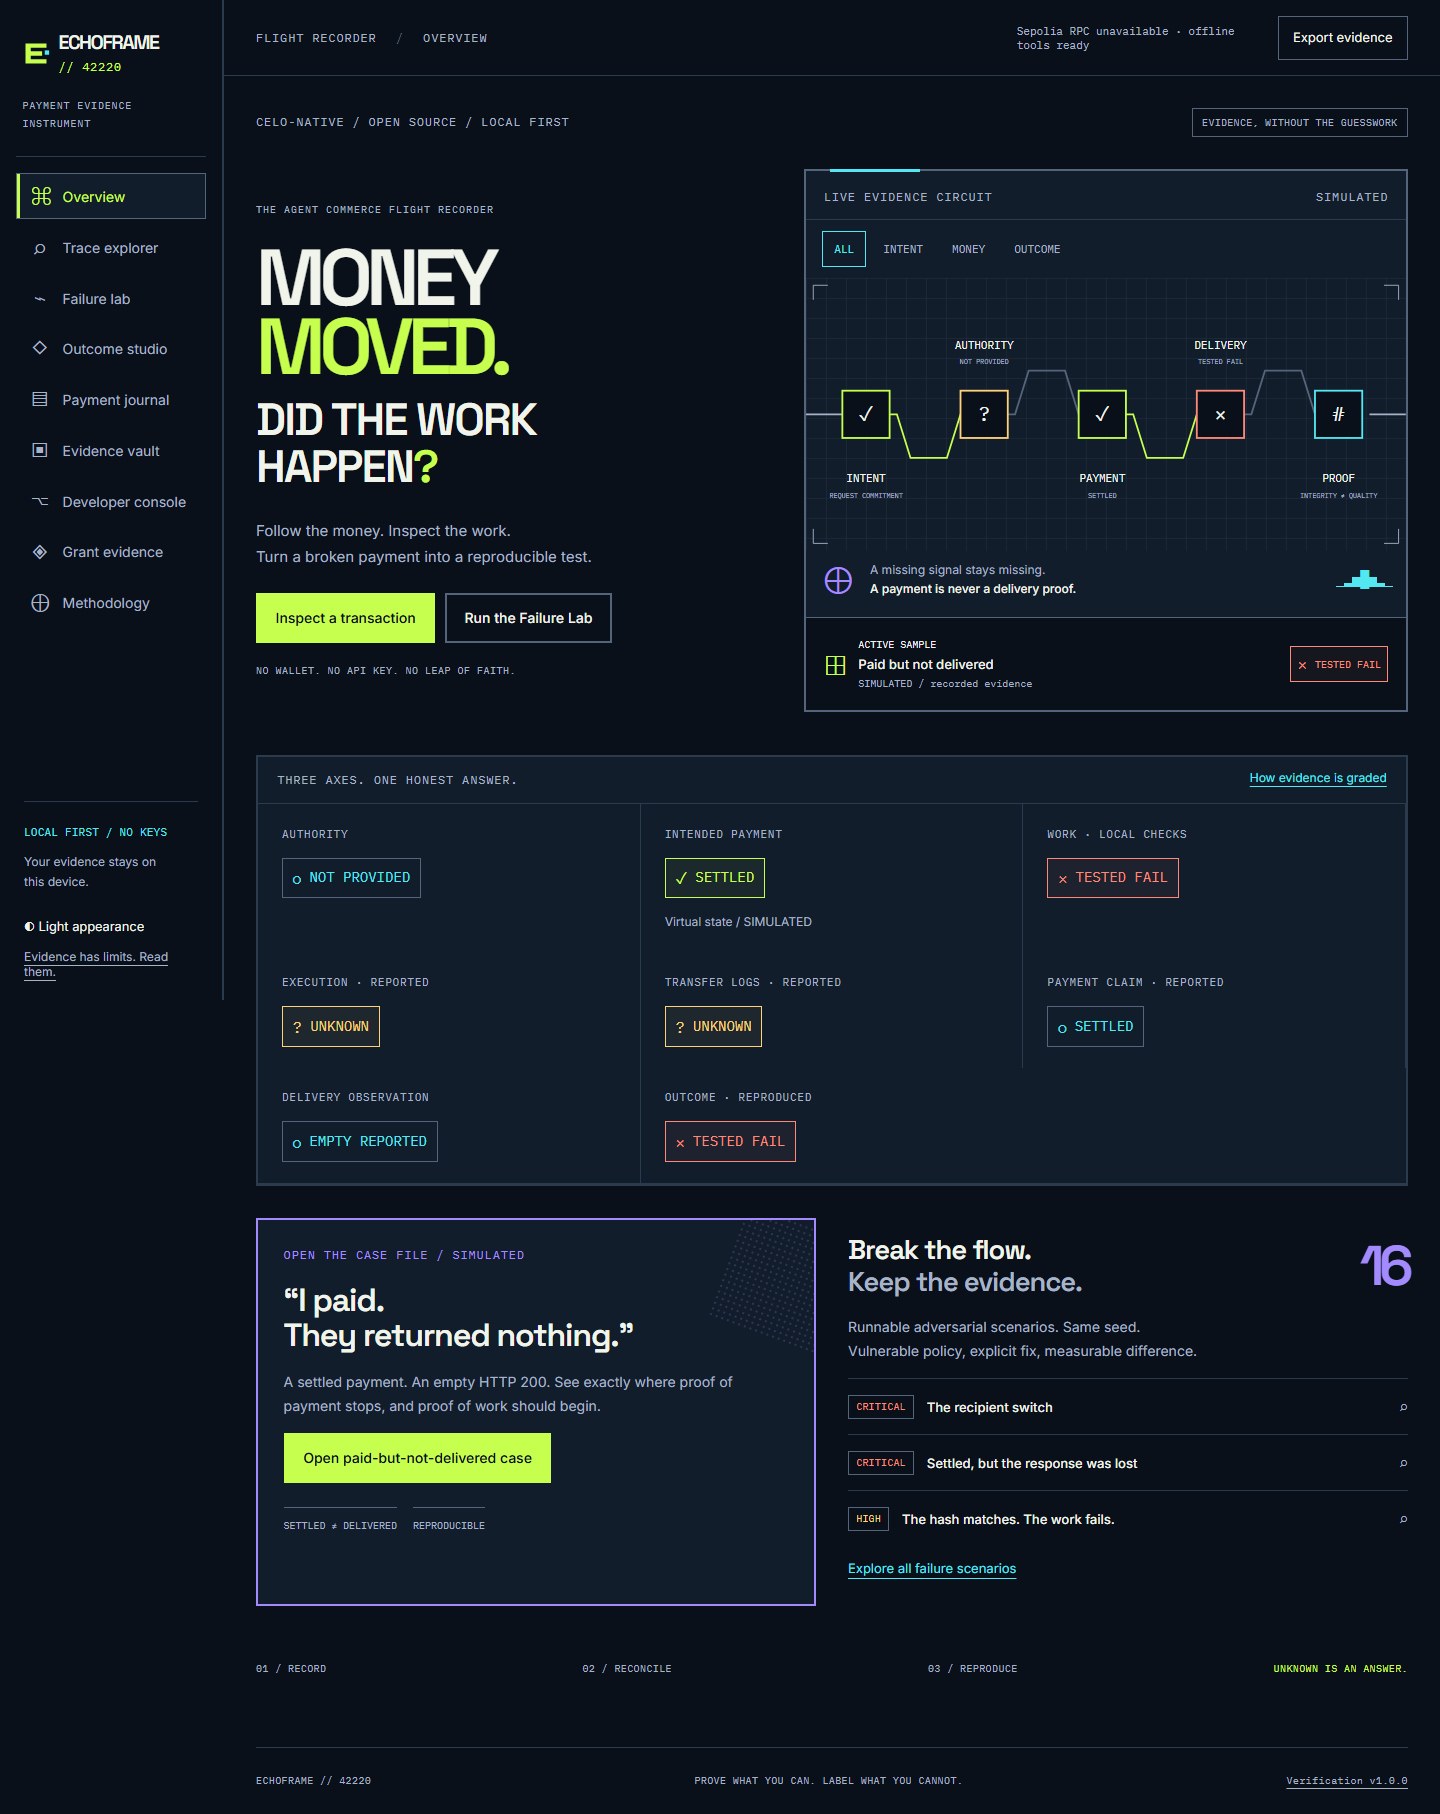 ECHOFRAME
// 42220
PAYMENT EVIDENCE
INSTRUMENT
Overview
Trace explorer
Failure lab
Outcome studio
Payment journal
Evidence vault
Developer console
Grant evidence
Methodology
LOCAL FIRST / NO KEYS
Your evidence stays on
this device.
Light appearance
Evidence has limits. Read
them.
FLIGHT RECORDER / OVERVIEW
Sepolia RPC unavailable · offline
tools ready
Export evidence
CELO-NATIVE / OPEN SOURCE / LOCAL FIRST
EVIDENCE, WITHOUT THE GUESSWORK
THE AGENT COMMERCE FLIGHT RECORDER
MONEY
MOVED.
DID THE WORK
HAPPEN?
Follow the money. Inspect the work.
Turn a broken payment into a reproducible test.
Inspect a transaction
Run the Failure Lab
NO WALLET. NO API KEY. NO LEAP OF FAITH.
LIVE EVIDENCE CIRCUIT
SIMULATED
ALL INTENT MONEY OUTCOME
AUTHORITY
NOT PROVIDED
DELIVERY
TESTED FAIL
✓ ? ✓ × #
INTENT
REQUEST COMMITMENT
PAYMENT
SETTLED
PROOF
INTEGRITY ≠ QUALITY
A missing signal stays missing.
A payment is never a delivery proof.
ACTIVE SAMPLE
Paid but not delivered
SIMULATED / recorded evidence
× TESTED FAIL
THREE AXES. ONE HONEST ANSWER.
How evidence is graded
AUTHORITY
o NOT PROVIDED
INTENDED PAYMENT
✓ SETTLED
Virtual state / SIMULATED
WORK · LOCAL CHECKS
× TESTED FAIL
EXECUTION · REPORTED
? UNKNOWN
TRANSFER LOGS · REPORTED
? UNKNOWN
PAYMENT CLAIM · REPORTED
o SETTLED
DELIVERY OBSERVATION
o EMPTY REPORTED
OUTCOME · REPRODUCED
× TESTED FAIL
OPEN THE CASE FILE / SIMULATED
“I paid.
They returned nothing.”
A settled payment. An empty HTTP 200. See exactly where proof of
payment stops, and proof of work should begin.
Open paid-but-not-delivered case
SETTLED ≠ DELIVERED
REPRODUCIBLE
Break the flow.
Keep the evidence.
16
Runnable adversarial scenarios. Same seed.
Vulnerable policy, explicit fix, measurable difference.
CRITICAL The recipient switch
CRITICAL Settled, but the response was lost
HIGH The hash matches. The work fails.
Explore all failure scenarios
01 / RECORD
02 / RECONCILE
03 / REPRODUCE
UNKNOWN IS AN ANSWER.
ECHOFRAME // 42220
PROVE WHAT YOU CAN. LABEL WHAT YOU CANNOT.
Verification v1.0.0